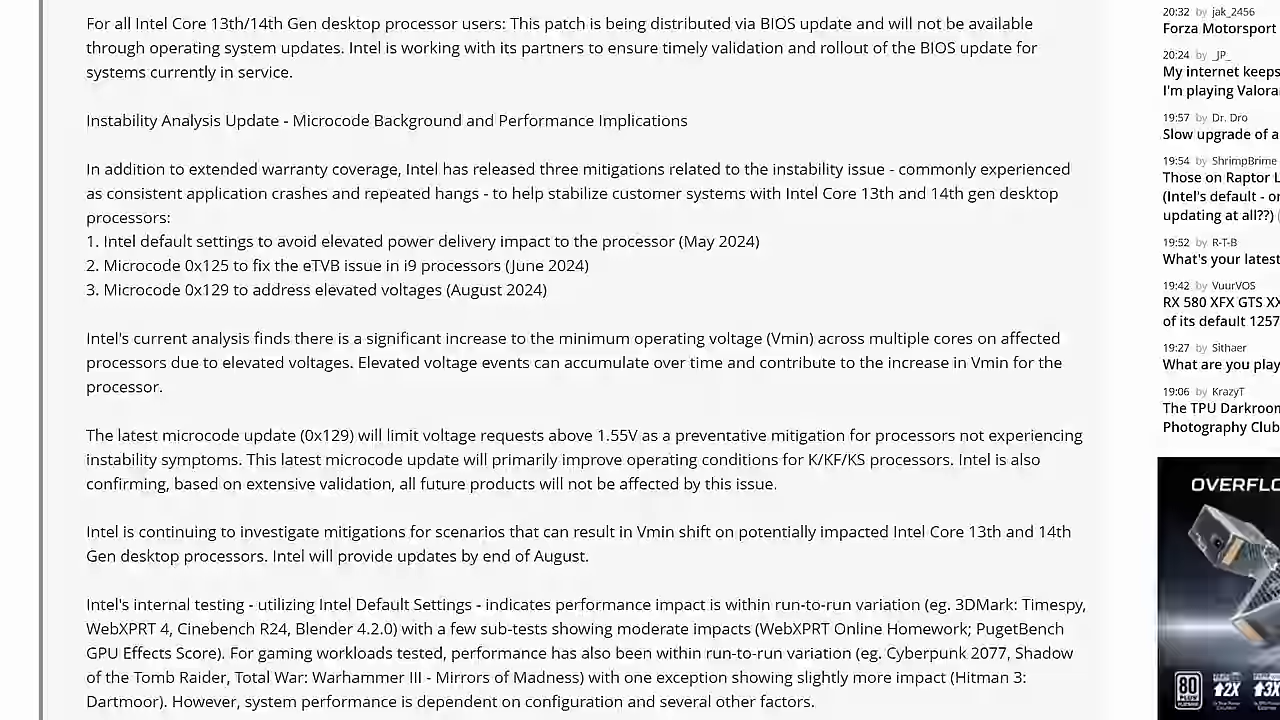 For all Intel Core 13th/14th Gen desktop processor users: This patch is being distributed via BIOS update and will not be available
through operating system updates. Intel is working with its partners to ensure timely validation and rollout of the BIOS update for
systems currently in service.
Instability Analysis Update - Microcode Background and Performance Implications
In addition to extended warranty coverage, Intel has released three mitigations related to the instability issue - commonly experienced
as consistent application crashes and repeated hangs - to help stabilize customer systems with Intel Core 13th and 14th gen desktop
processors:
1. Intel default settings to avoid elevated power delivery impact to the processor (May 2024)
2. Microcode 0x125 to fix the eTVB issue in i9 processors (June 2024)
3. Microcode 0x129 to address elevated voltages (August 2024)
Intel's current analysis finds there is a significant increase to the minimum operating voltage (Vmin) across multiple cores on affected
processors due to elevated voltages. Elevated voltage events can accumulate over time and contribute to the increase in Vmin for the
processor.
The latest microcode update (0x129) will limit voltage requests above 1.55V as a preventative mitigation for processors not experiencing
instability symptoms. This latest microcode update will primarily improve operating conditions for K/KF/KS processors. Intel is also
confirming, based on extensive validation, all future products will not be affected by this issue.
Intel is continuing to investigate mitigations for scenarios that can result in Vmin shift on potentially impacted Intel Core 13th and 14th
Gen desktop processors. Intel will provide updates by end of August.
Intel's internal testing - utilizing Intel Default Settings - indicates performance impact is within run-to-run variation (eg. 3DMark: Timespy,
WebXPRT 4, Cinebench R24, Blender 4.2.0) with a few sub-tests showing moderate impacts (WebXPRT Online Homework; PugetBench
GPU Effects Score). For gaming workloads tested, performance has also been within run-to-run variation (eg. Cyberpunk 2077, Shadow
of the Tomb Raider, Total War: Warhammer III - Mirrors of Madness) with one exception showing slightly more impact (Hitman 3:
Dartmoor). However, system performance is dependent on configuration and several other factors.
20:32 by jak_2456
Forza Motorsport
20:24 by _JP_
My internet keeps
I'm playing Valora
19:57 by Dr. Dro
Slow upgrade of a
19:54 by ShrimpBrime
Those on Raptor L
(Intel's default - or
updating at all??) (
19:52 by R-T-B
What's your latest
19:42 by VuurVOS
RX 580 XFX GTS XX
of its default 1257
19:27 by Sithaer
What are you play
19:06 by KrazyT
The TPU Darkroom
Photography Club
OVERFLO
80
2X
3X